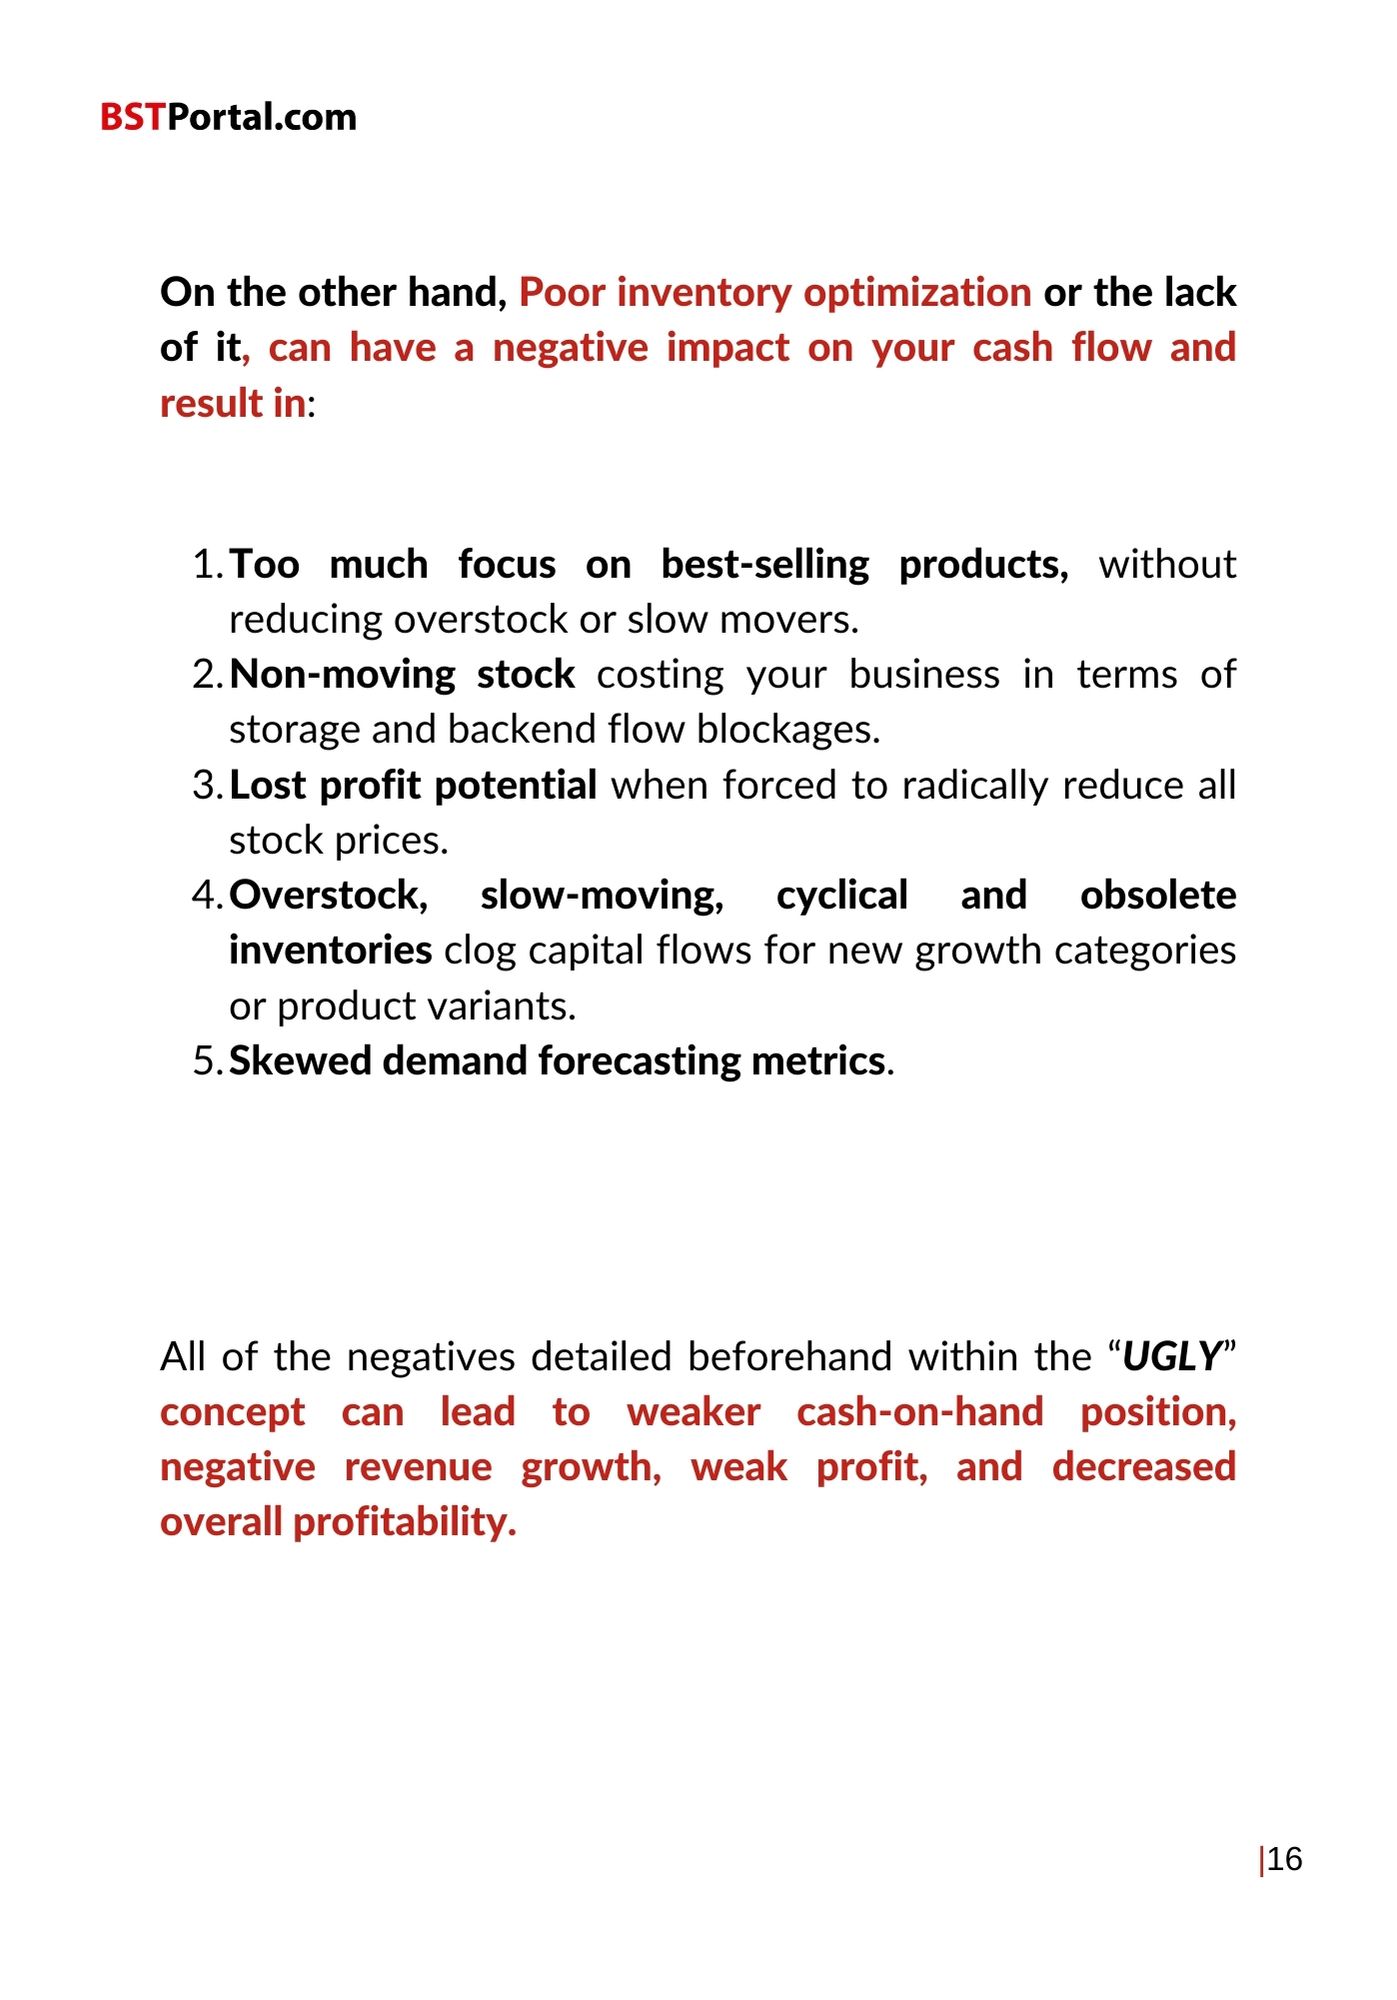 BSTPortal.com
On the other hand, Poor inventory optimization or the lack
of it, can have a negative impact on your cash flow and
result in:
1. Too much focus on best-selling products, without
reducing overstock or slow movers.
2. Non-moving stock costing your business in terms of
storage and backend flow blockages.
3. Lost profit potential when forced to radically reduce all
stock prices.
4. Overstock, slow-moving, cyclical and obsolete
inventories clog capital flows for new growth categories
or product variants.
5. Skewed demand forecasting metrics.
All of the negatives detailed beforehand within the “UGLY”
concept can lead to weaker cash-on-hand position,
negative revenue growth, weak profit, and decreased
overall profitability.
|16